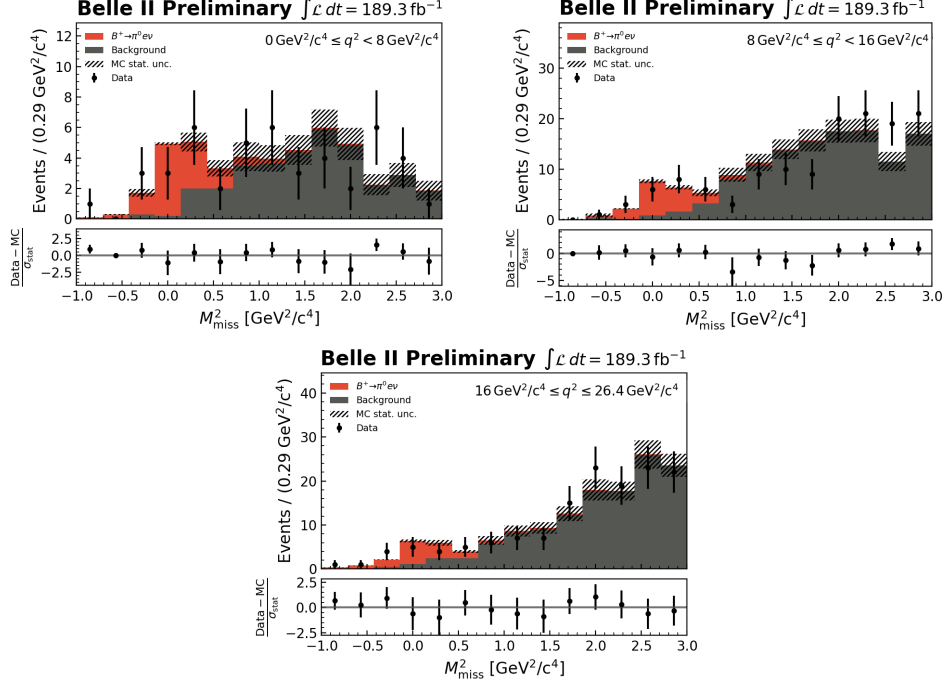 Belle II Preliminary ∫ℒ dt = 189.3 fb⁻¹
0 GeV²/c⁴ ≤ q² < 8 GeV²/c⁴
B⁺→π⁰eν
Background
MC stat. unc.
Data
Events / (0.29 GeV²/c⁴)
12
10
8
6
4
2
0
Data − MC
σstat
2.5
0.0
−2.5
−1.0 −0.5 0.0 0.5 1.0 1.5 2.0 2.5 3.0
M²miss [GeV²/c⁴]
Belle II Preliminary ∫ℒ dt = 189.3 fb⁻¹
8 GeV²/c⁴ ≤ q² < 16 GeV²/c⁴
B⁺→π⁰eν
Background
MC stat. unc.
Data
Events / (0.29 GeV²/c⁴)
30
20
10
0
Data − MC
σstat
0
−5
−1.0 −0.5 0.0 0.5 1.0 1.5 2.0 2.5 3.0
M²miss [GeV²/c⁴]
Belle II Preliminary ∫ℒ dt = 189.3 fb⁻¹
16 GeV²/c⁴ ≤ q² ≤ 26.4 GeV²/c⁴
B⁺→π⁰eν
Background
MC stat. unc.
Data
Events / (0.29 GeV²/c⁴)
40
30
20
10
0
Data − MC
σstat
2.5
0.0
−2.5
−1.0 −0.5 0.0 0.5 1.0 1.5 2.0 2.5 3.0
M²miss [GeV²/c⁴]